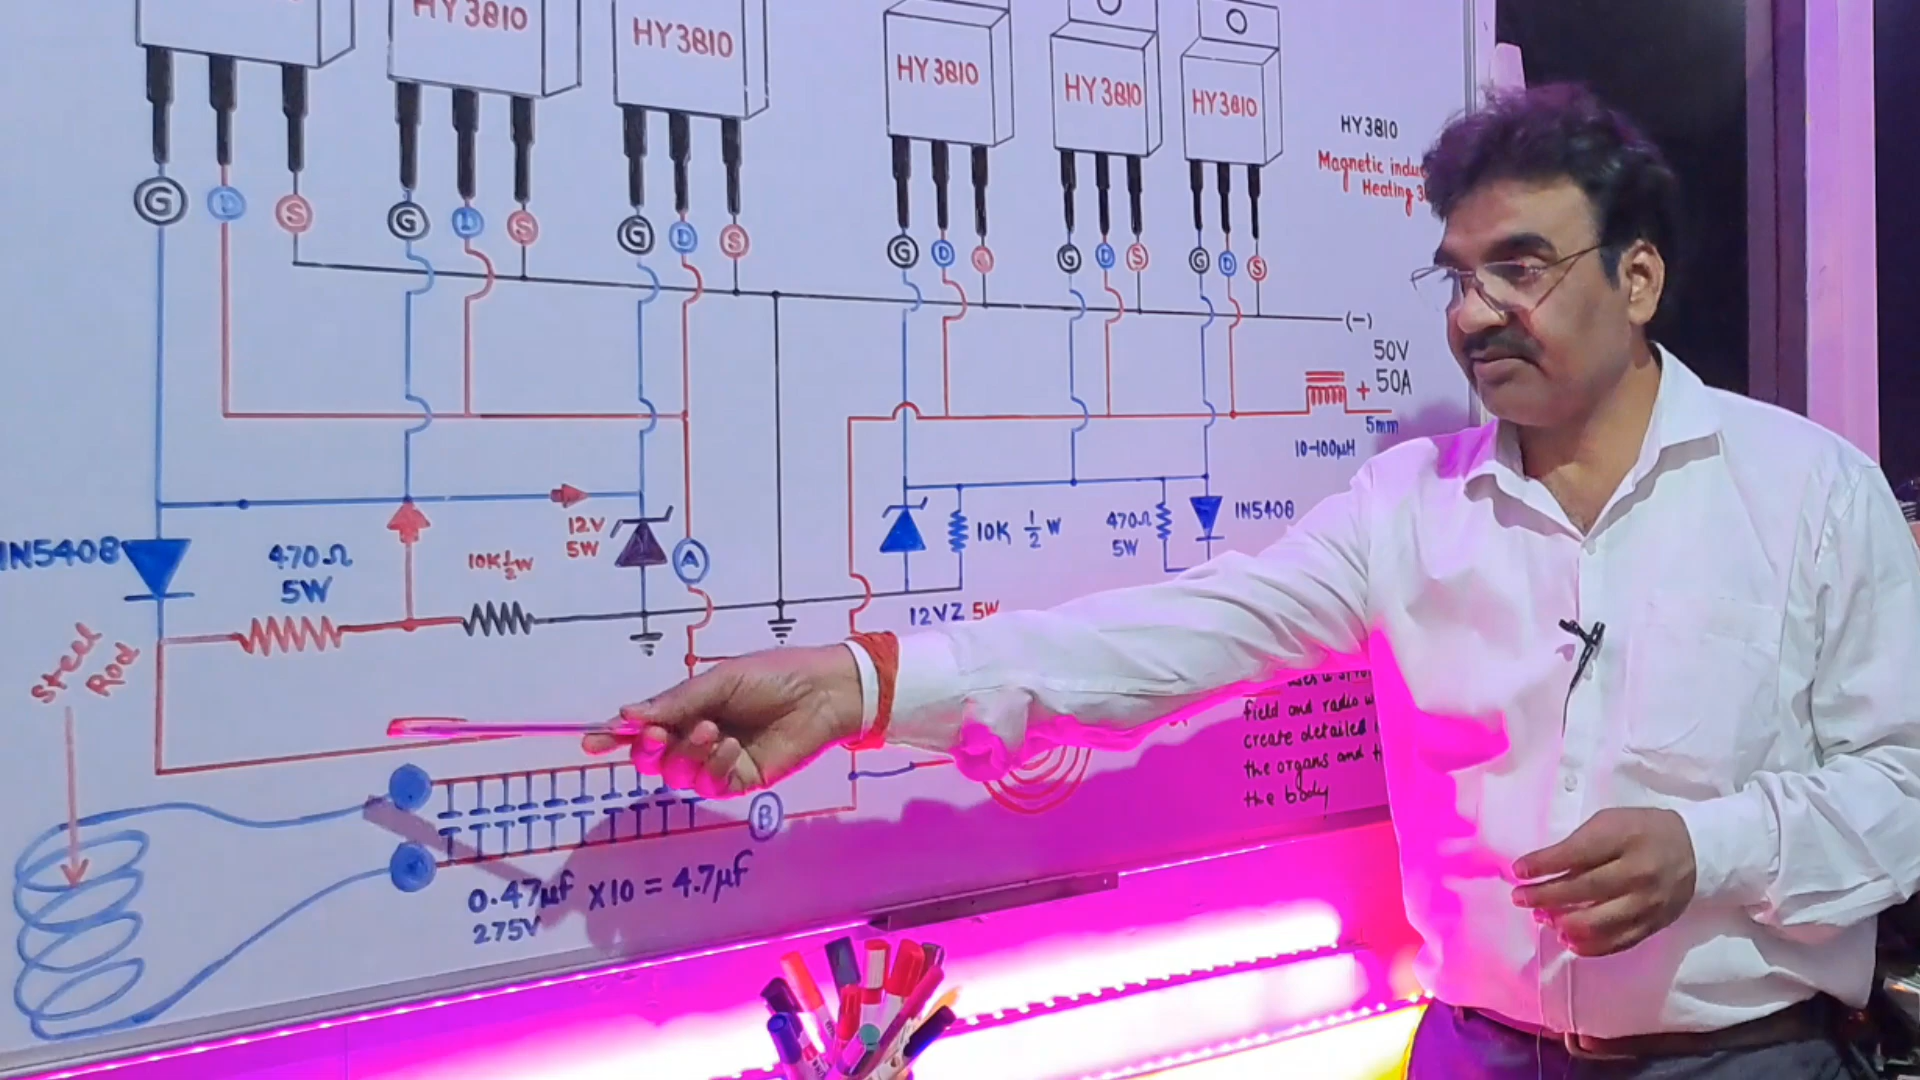 HY3810
HY3810
HY3810
HY3810
HY3810
G D S
G D S
G D S
G D S
G D S
G D S
HY3810
Magnetic
Heating
(-)
50V
+ 50A
5mm
10-100μH
IN5408
470Ω
5W
10K ½W
12V
5W
A
10K ½ W
470Ω
5W
IN5408
12VZ 5W
Steel
Rod
B
0.47μf X10 = 4.7μf
275V
field and radio
create detailed
the organs and
the body